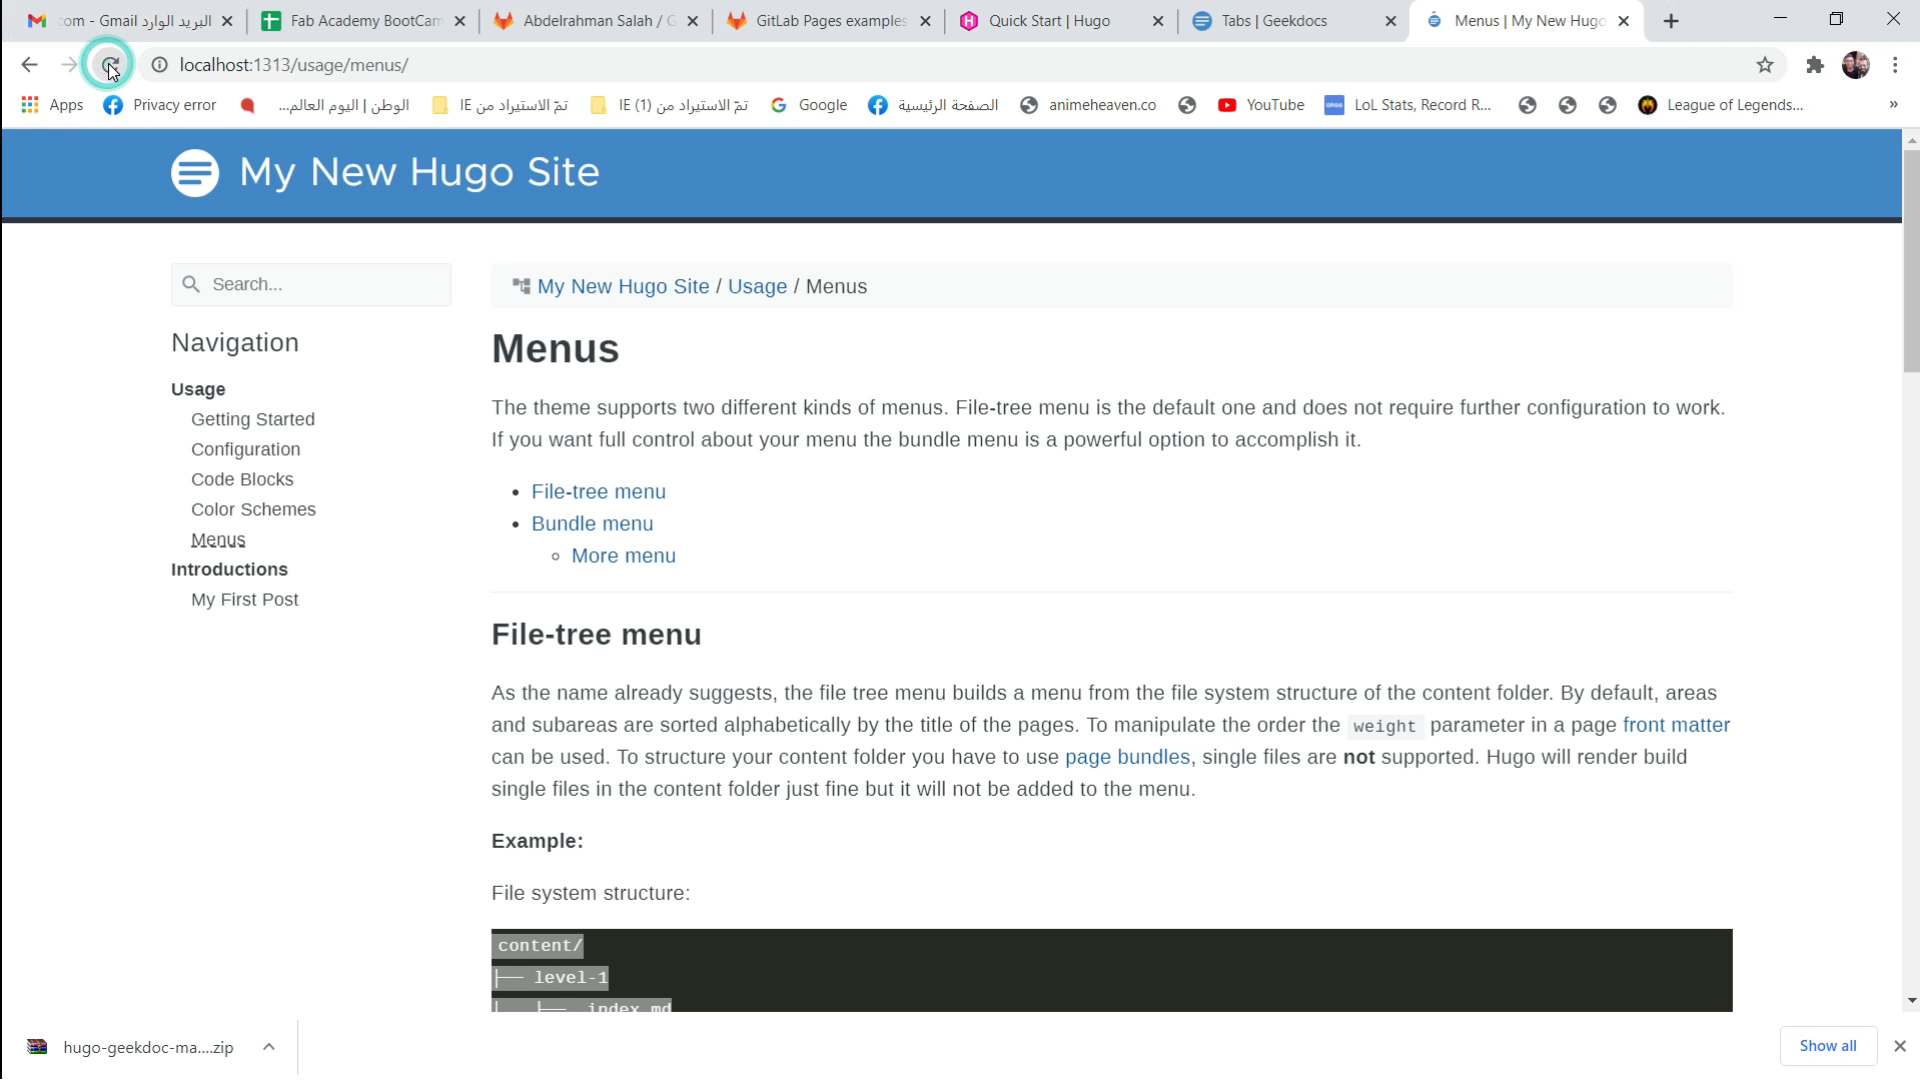 com - Gmail البريد الوارد
Fab Academy BootCam
Abdelrahman Salah / G
GitLab Pages examples
Quick Start | Hugo
Tabs | Geekdocs
Menus | My New Hugo
localhost:1313/usage/menus/
Apps
Privacy error
الوطن | اليوم العالم...
تمّ الاستيراد من IE
تمّ الاستيراد من IE (1)
Google
الصفحة الرئيسية
animeheaven.co
YouTube
LoL Stats, Record R...
League of Legends...
»
My New Hugo Site
Search...
My New Hugo Site / Usage / Menus
Navigation
Usage
Getting Started
Configuration
Code Blocks
Color Schemes
Menus
Introductions
My First Post
Menus
The theme supports two different kinds of menus. File-tree menu is the default one and does not require further configuration to work.
If you want full control about your menu the bundle menu is a powerful option to accomplish it.
• File-tree menu
• Bundle menu
◦ More menu
File-tree menu
As the name already suggests, the file tree menu builds a menu from the file system structure of the content folder. By default, areas
and subareas are sorted alphabetically by the title of the pages. To manipulate the order the weight parameter in a page front matter
can be used. To structure your content folder you have to use page bundles, single files are not supported. Hugo will render build
single files in the content folder just fine but it will not be added to the menu.
Example:
File system structure:
content/
├── level-1
│   ├── _index.md
hugo-geekdoc-ma....zip
Show all